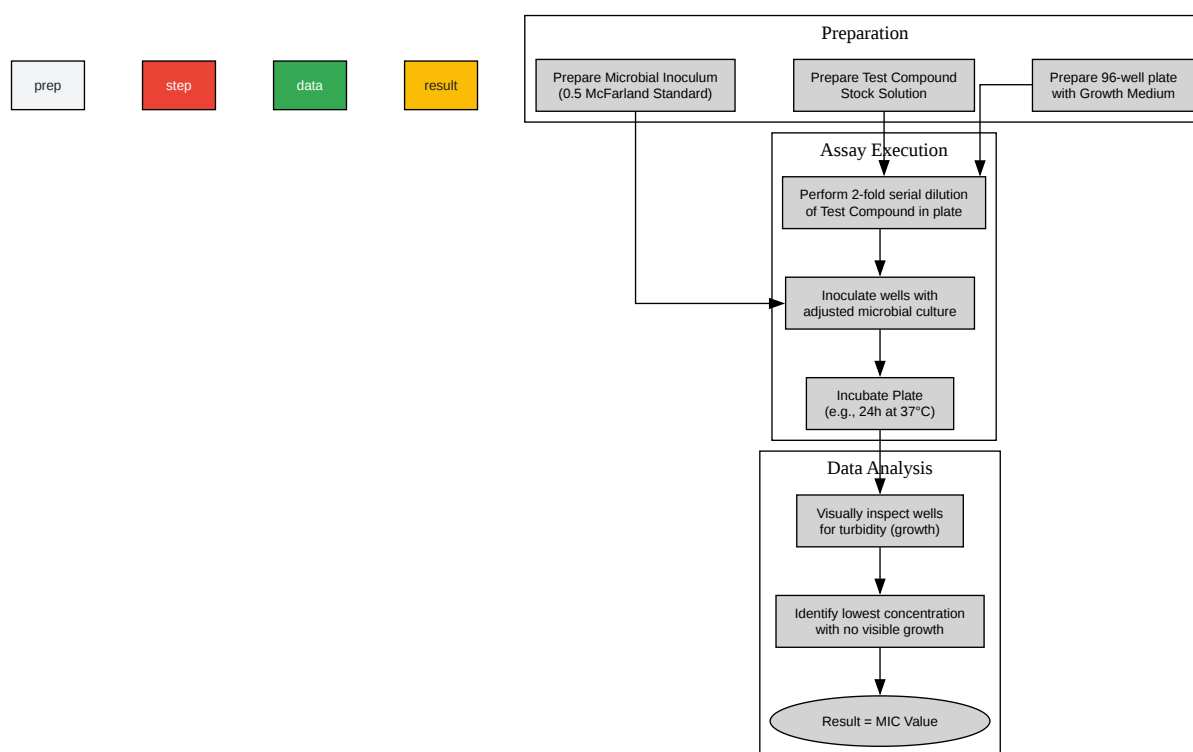 prep
step
data
result
Preparation
Prepare Microbial Inoculum
(0.5 McFarland Standard)
Prepare Test Compound
Stock Solution
Prepare 96-well plate
with Growth Medium
Assay Execution
Perform 2-fold serial dilution
of Test Compound in plate
Inoculate wells with
adjusted microbial culture
Incubate Plate
(e.g., 24h at 37°C)
Data Analysis
Visually inspect wells
for turbidity (growth)
Identify lowest concentration
with no visible growth
Result = MIC Value